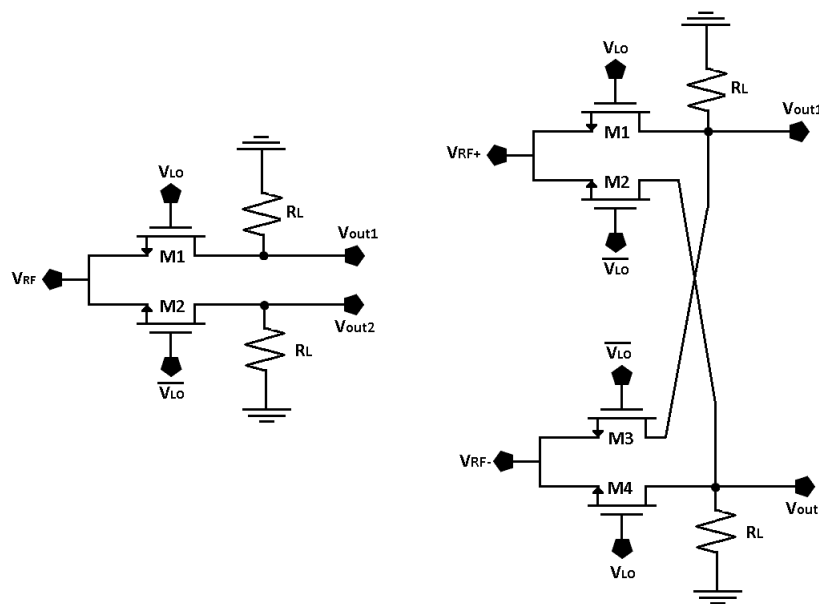 VLO
RL
Vout1
M1
VRF
M2
Vout2
RL
VLO
VLO
RL
M1
Vout1
VRF+
M2
VLO
VLO
M3
VRF-
M4
Vout
RL
VLO